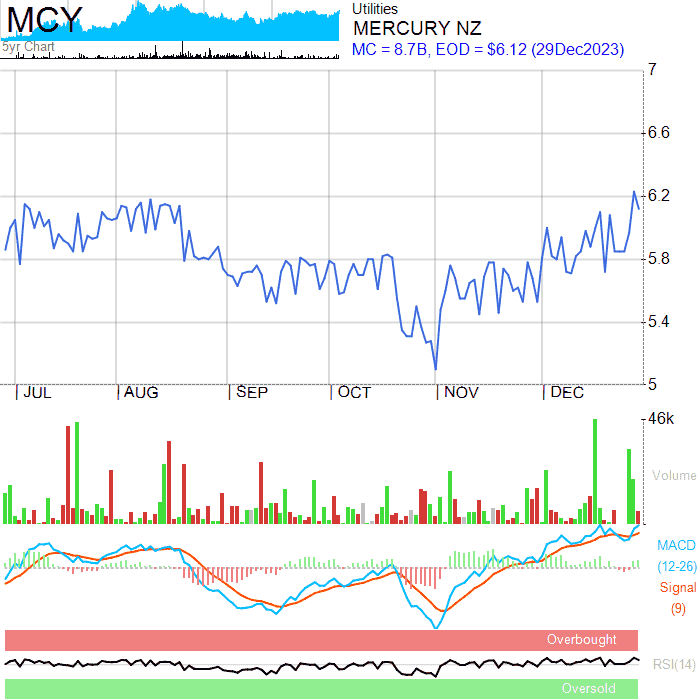 MCY
5yr Chart
Utilities
MERCURY NZ
MC = 8.7B, EOD = $6.12 (29Dec2023)
7
6.6
6.2
5.8
5.4
5
JUL AUG SEP OCT NOV DEC
46k
Volume
MACD
(12-26)
Signal
(9)
Overbought
RSI(14)
Oversold